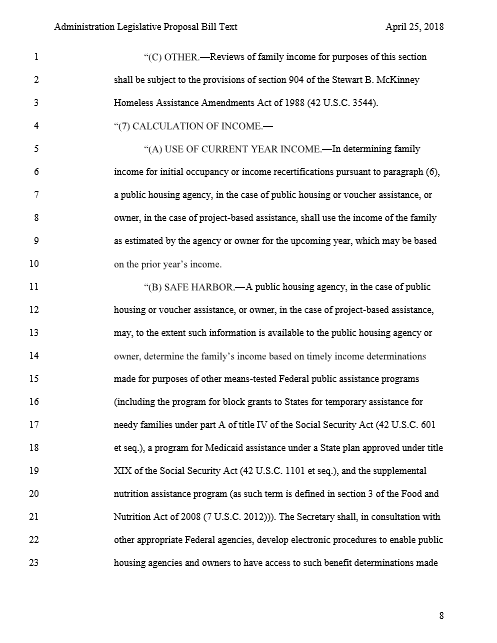 Administration Legislative Proposal Bill Text April 25, 2018
1 “(C) OTHER.—Reviews of family income for purposes of this section
2 shall be subject to the provisions of section 904 of the Stewart B. McKinney
3 Homeless Assistance Amendments Act of 1988 (42 U.S.C. 3544).
4 “(7) CALCULATION OF INCOME.—
5 “(A) USE OF CURRENT YEAR INCOME.—In determining family
6 income for initial occupancy or income recertifications pursuant to paragraph (6),
7 a public housing agency, in the case of public housing or voucher assistance, or
8 owner, in the case of project-based assistance, shall use the income of the family
9 as estimated by the agency or owner for the upcoming year, which may be based
10 on the prior year’s income.
11 “(B) SAFE HARBOR.—A public housing agency, in the case of public
12 housing or voucher assistance, or owner, in the case of project-based assistance,
13 may, to the extent such information is available to the public housing agency or
14 owner, determine the family’s income based on timely income determinations
15 made for purposes of other means-tested Federal public assistance programs
16 (including the program for block grants to States for temporary assistance for
17 needy families under part A of title IV of the Social Security Act (42 U.S.C. 601
18 et seq.), a program for Medicaid assistance under a State plan approved under title
19 XIX of the Social Security Act (42 U.S.C. 1101 et seq.), and the supplemental
20 nutrition assistance program (as such term is defined in section 3 of the Food and
21 Nutrition Act of 2008 (7 U.S.C. 2012))). The Secretary shall, in consultation with
22 other appropriate Federal agencies, develop electronic procedures to enable public
23 housing agencies and owners to have access to such benefit determinations made
8